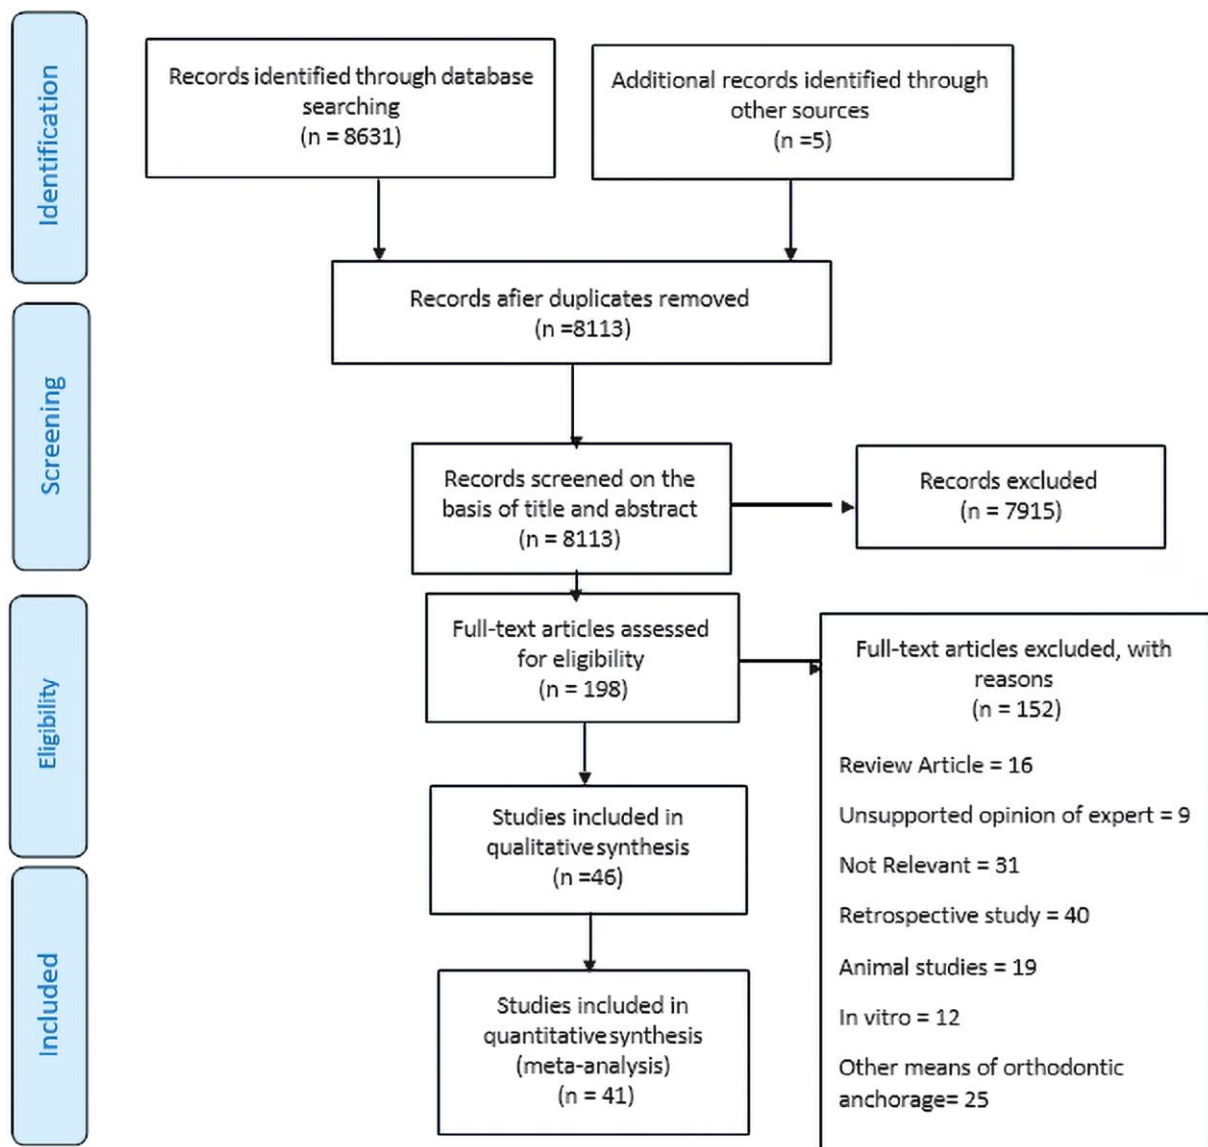 Identification
Records identified through database
searching
(n = 8631)
Additional records identified through
other sources
(n =5)
Records afier duplicates removed
(n =8113)
Screening
Records screened on the
basis of title and abstract
(n = 8113)
Records excluded
(n = 7915)
Eligibility
Full-text articles assessed
for eligibility
(n = 198)
Full-text articles excluded, with
reasons
(n = 152)
Review Article = 16
Unsupported opinion of expert = 9
Not Relevant = 31
Retrospective study = 40
Animal studies = 19
In vitro = 12
Other means of orthodontic
anchorage= 25
Studies included in
qualitative synthesis
(n =46)
Included
Studies included in
quantitative synthesis
(meta-analysis)
(n = 41)